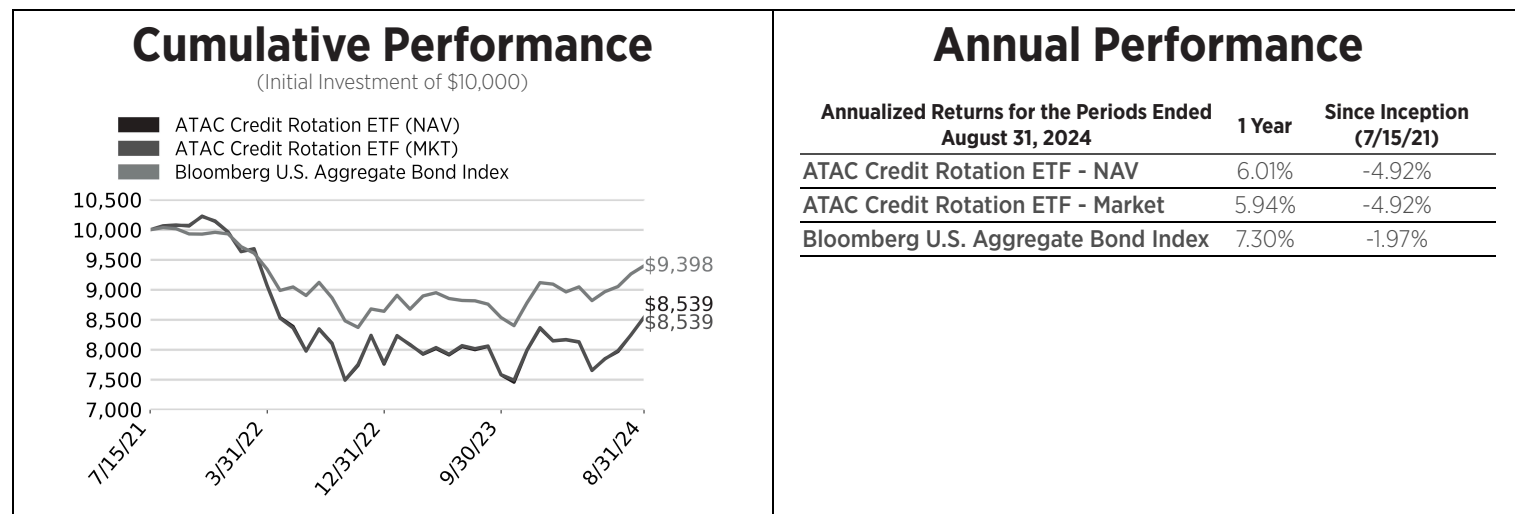 Cumulative Performance
(Initial Investment of $10,000)
ATAC Credit Rotation ETF (NAV)
ATAC Credit Rotation ETF (MKT)
Bloomberg U.S. Aggregate Bond Index
10,500
10,000
9,500
9,000
8,500
8,000
7,500
7,000
$9,398
$8,539
$8,539
7/15/21
3/31/22
12/31/22
9/30/23
8/31/24
Annual Performance
Annualized Returns for the Periods Ended
August 31, 2024
1 Year
Since Inception
(7/15/21)
ATAC Credit Rotation ETF - NAV 6.01% -4.92%
ATAC Credit Rotation ETF - Market 5.94% -4.92%
Bloomberg U.S. Aggregate Bond Index 7.30% -1.97%